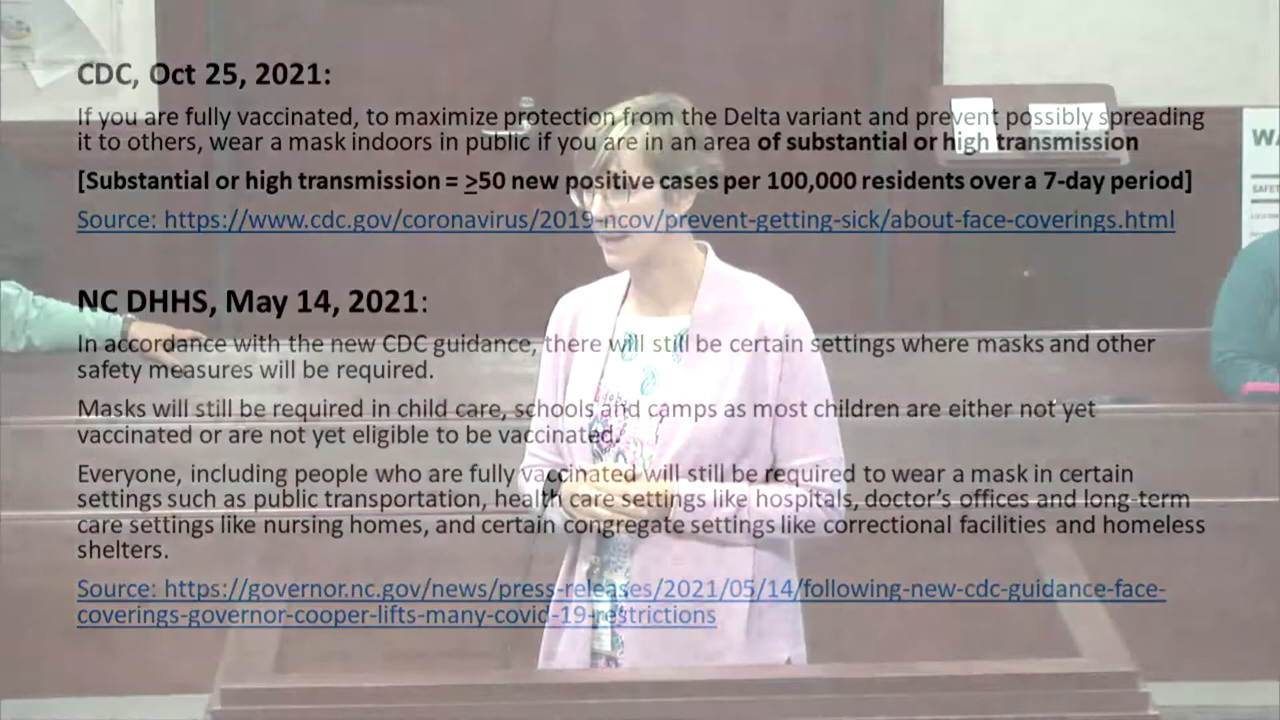 CDC, Oct 25, 2021:
If you are fully vaccinated, to maximize protection from the Delta variant and prevent possibly spreading
it to others, wear a mask indoors in public if you are in an area of substantial or high transmission
[Substantial or high transmission = ≥50 new positive cases per 100,000 residents over a 7-day period]
Source: https://www.cdc.gov/coronavirus/2019-ncov/prevent-getting-sick/about-face-coverings.html
NC DHHS, May 14, 2021:
In accordance with the new CDC guidance, there will still be certain settings where masks and other
safety measures will be required.
Masks will still be required in child care, schools and camps as most children are either not yet
vaccinated or are not yet eligible to be vaccinated.
Everyone, including people who are fully vaccinated will still be required to wear a mask in certain
settings such as public transportation, health care settings like hospitals, doctor's offices and long-term
care settings like nursing homes, and certain congregate settings like correctional facilities and homeless
shelters.
Source: https://governor.nc.gov/news/press-releases/2021/05/14/following-new-cdc-guidance-face-
coverings-governor-cooper-lifts-many-covid-19-restrictions